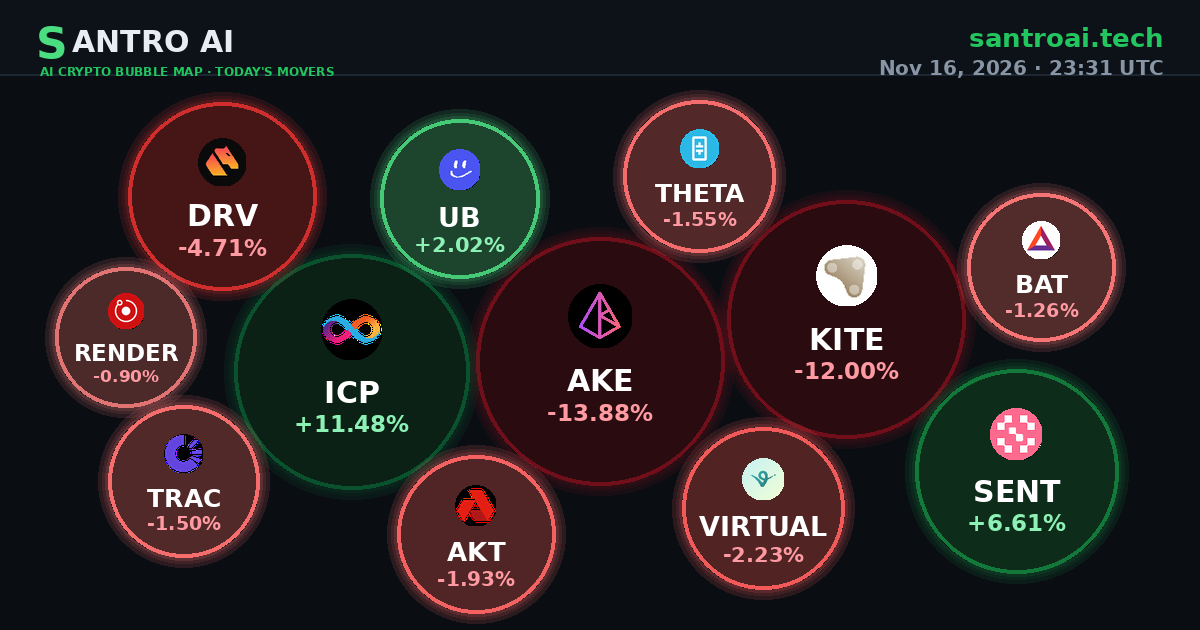 SANTRO AI
AI CRYPTO BUBBLE MAP · TODAY'S MOVERS
santroai.tech
Nov 16, 2026 · 23:31 UTC
DRV
-4.71%
UB
+2.02%
THETA
-1.55%
BAT
-1.26%
RENDER
-0.90%
ICP
+11.48%
AKE
-13.88%
KITE
-12.00%
TRAC
-1.50%
AKT
-1.93%
VIRTUAL
-2.23%
SENT
+6.61%